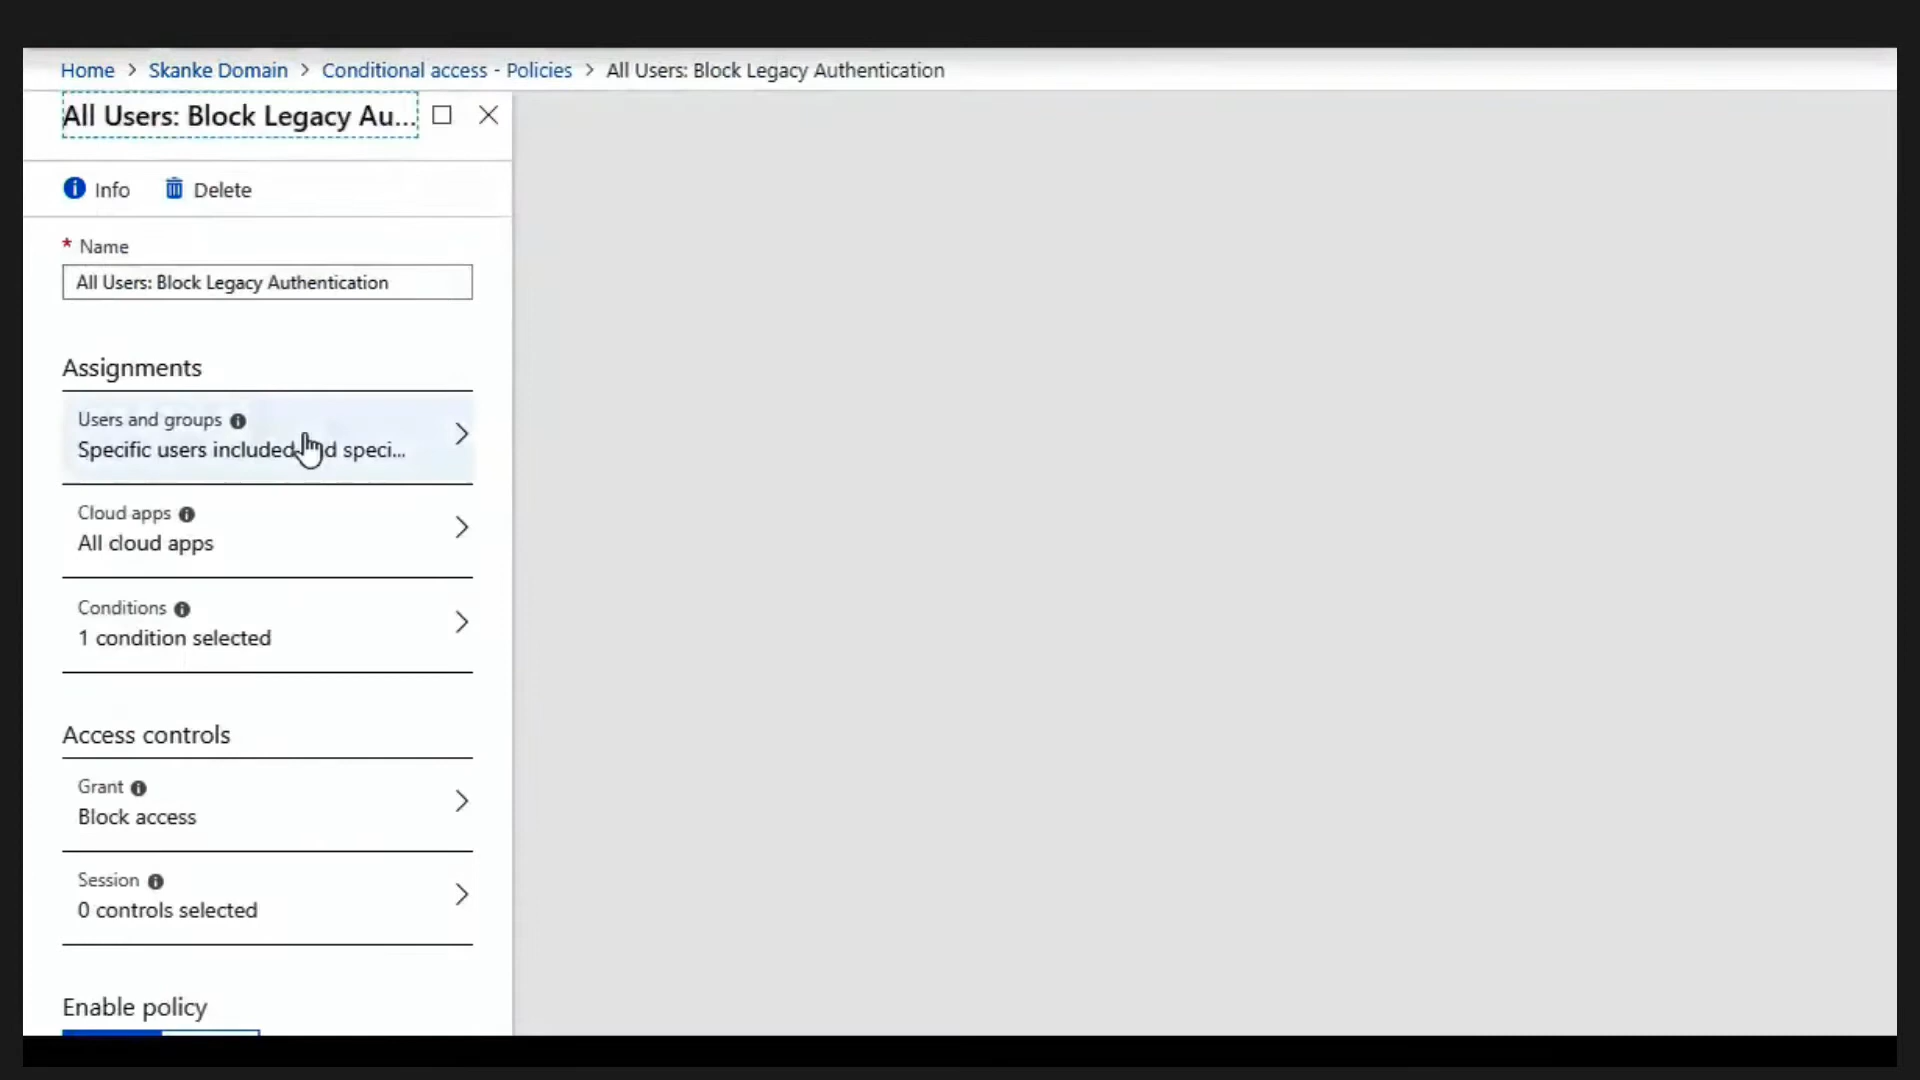 Home > Skanke Domain > Conditional access - Policies > All Users: Block Legacy Authentication
All Users: Block Legacy Au...
Info Delete
* Name
All Users: Block Legacy Authentication
Assignments
Users and groups
Specific users included and speci...
Cloud apps
All cloud apps
Conditions
1 condition selected
Access controls
Grant
Block access
Session
0 controls selected
Enable policy